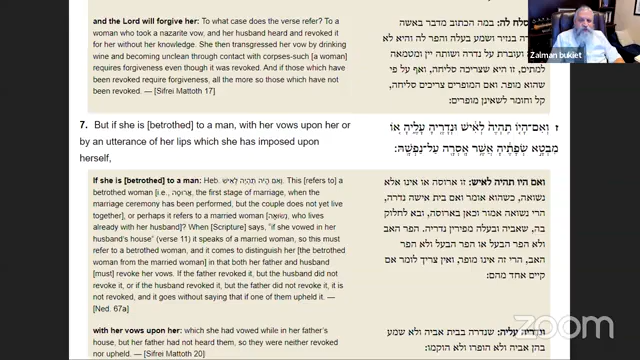 and the Lord will forgive her: To what case does the verse refer? To a
woman who took a nazarite vow, and her husband heard and revoked it
for her without her knowledge. She then transgressed her vow by drinking
wine and becoming unclean through contact with corpses-such [a woman]
requires forgiveness even though it was revoked. And if those which have
been revoked require forgiveness, all the more so those which have not
been revoked. — [Sifrei Mattoth 17]
סלח לה: במה הכתוב מדבר באשה
בנזיר ושמע בעלה והפר לה והיא לא
ועוברת על נדרה ושותה יין ומטמאה
למתים, זו היא שצריכה סליחה, ואף על פי
שהוא מופר. ואם המופרים צריכים סליחה,
קל וחומר לשאינן מופרים:
Zalman bukiet
7. But if she is [betrothed] to a man, with her vows upon her or
by an utterance of her lips which she has imposed upon
herself,
ז וְאִם־הָי֤וֹ תִֽהְיֶה֙ לְאִ֔ישׁ וּנְדָרֶ֖יהָ עָלֶ֑יהָ א֚וֹ
מִבְטָ֣א שְׂפָתֶ֔יהָ אֲשֶׁ֥ר אָֽסְרָ֖ה עַל־נַפְשָֽׁהּ:
If she is [betrothed] to a man: Heb. וְאִם הָיוֹ תִהְיֶה לְאִישׁ. This [refers] to a
betrothed woman [i.e., אֲרוּסָה, the first stage of marriage, when the
marriage ceremony has been performed, but the couple does not yet live
together], or perhaps it refers to a married woman [נְשׂוּאָה, who lives
already with her husband]? When [Scripture] says, "if she vowed in her
husband's house" (verse 11) it speaks of a married woman, so this must
refer to a betrothed woman, and it comes to distinguish her [the betrothed
woman from the married woman] in that both her father and husband
[must] revoke her vows. If the father revoked it, but the husband did not
revoke it, or if the husband revoked it, but the father did not revoke it, it
is not revoked, and it goes without saying that if one of them upheld it. —
[Ned. 67a]
ואם היו תהיה לאיש: זו ארוסה או אינו אלא
נשואה, כשהוא אומר ואם בית אישה נדרה,
הרי נשואה אמור וכאן בארוסה, ובא לחלוק
בה, שאביה ובעלה מפירין נדריה. הפר האב
ולא הפר הבעל או הפר הבעל ולא הפר
האב, הרי זה אינו מופר, ואין צריך לומר אם
קיים אחד מהם:
with her vows upon her: which she had vowed while in her father's
house, but her father had not heard them, so they were neither revoked
nor upheld. — [Sifrei Mattoth 20]
ונדריה עליה: שנדרה בבית אביה ולא שמע
בהן אביה ולא הופרו ולא הוקמו:
zoom